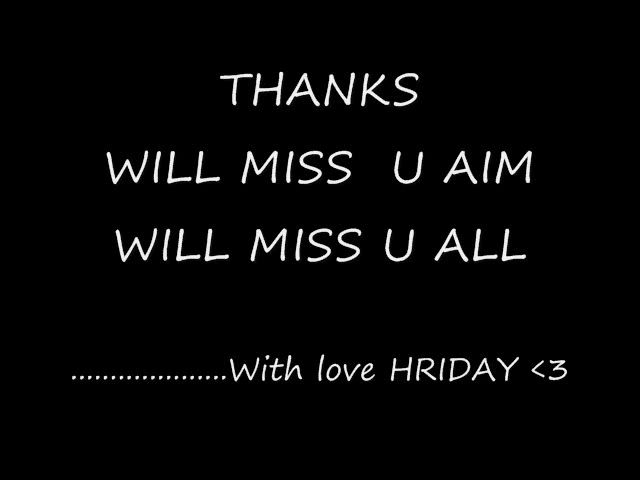 THANKS
WILL MISS  U AIM
WILL MISS U ALL
....................With love HRIDAY <3